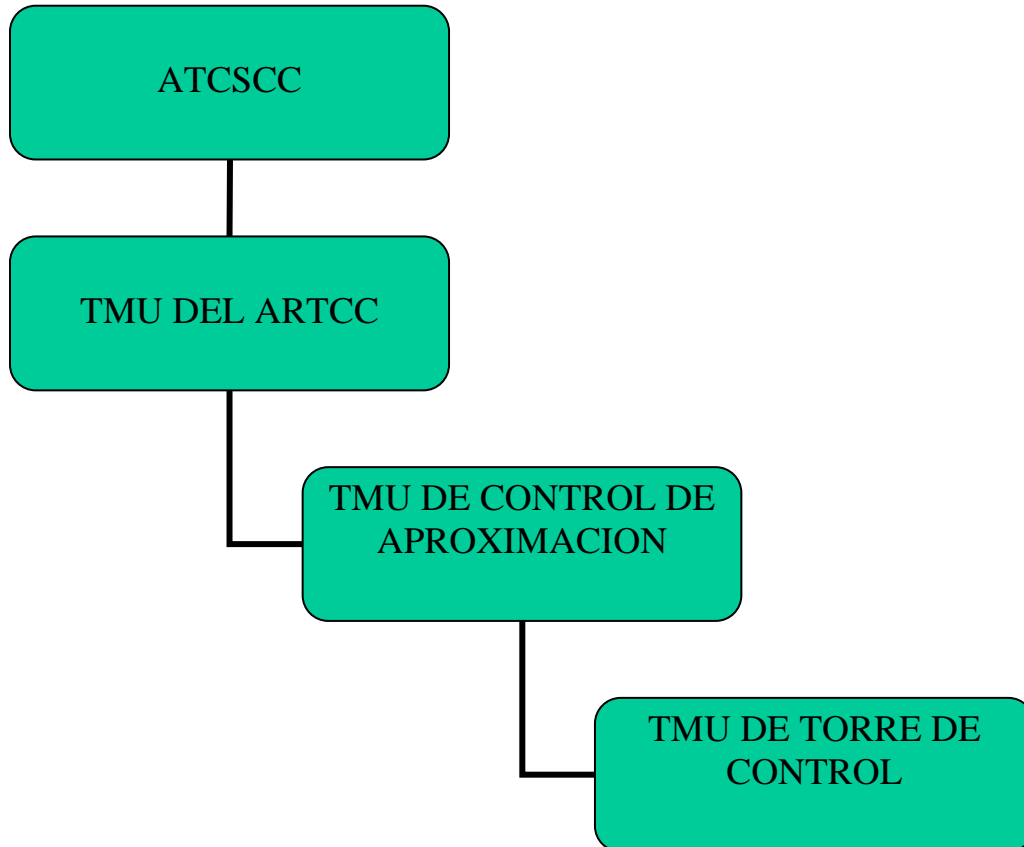 ATCSCC
TMU DEL ARTCC
TMU DE CONTROL DE
APROXIMACION
TMU DE TORRE DE
CONTROL